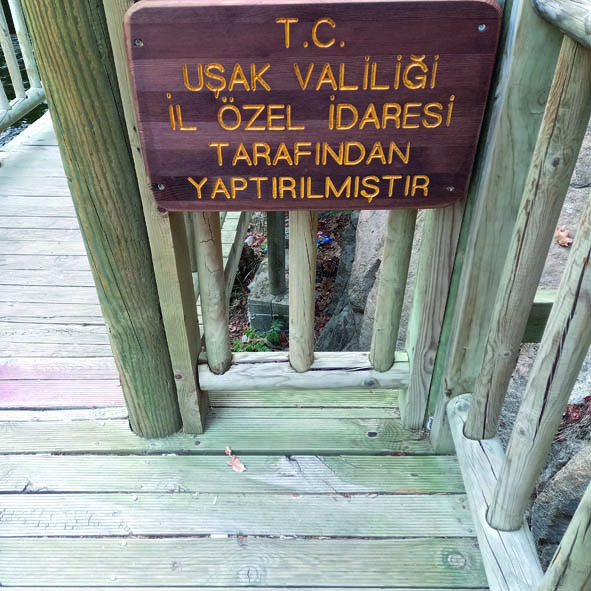 T.C.
UŞAK VALİLİĞİ
İL ÖZEL İDARESİ
TARAFINDAN
YAPTIRILMIŞTIR